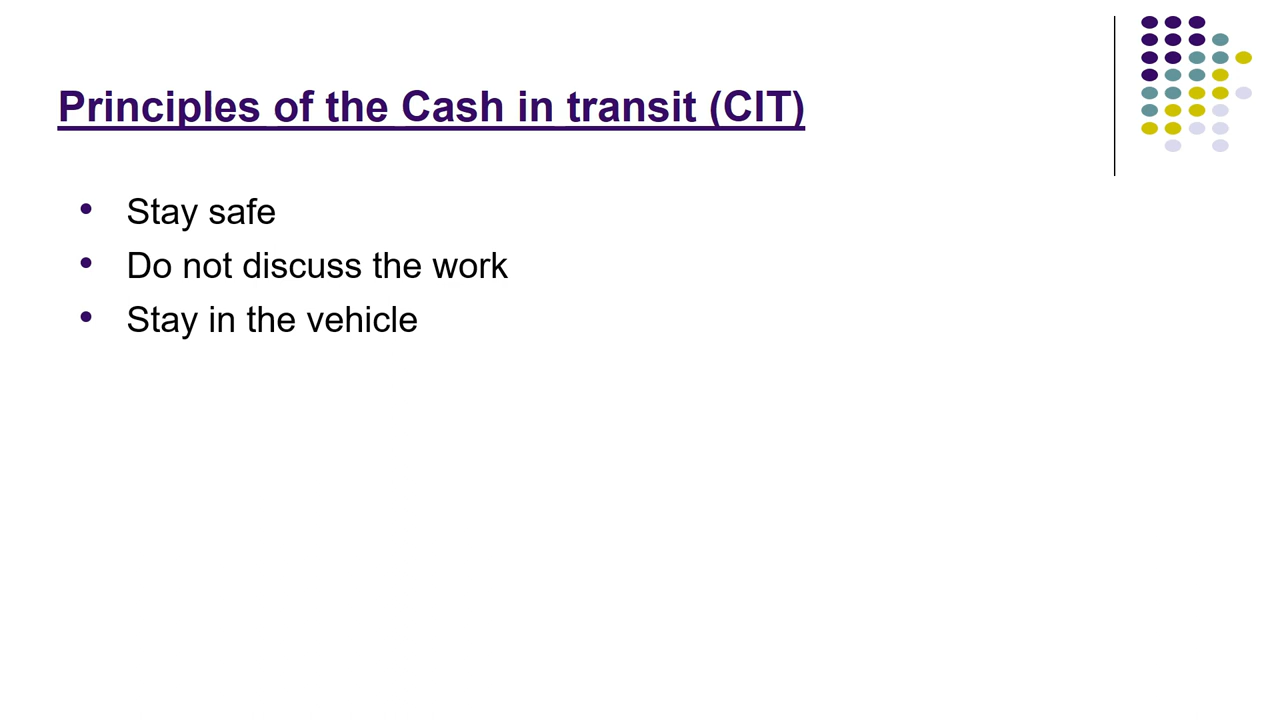 Principles of the Cash in transit (CIT)
• Stay safe
• Do not discuss the work
• Stay in the vehicle